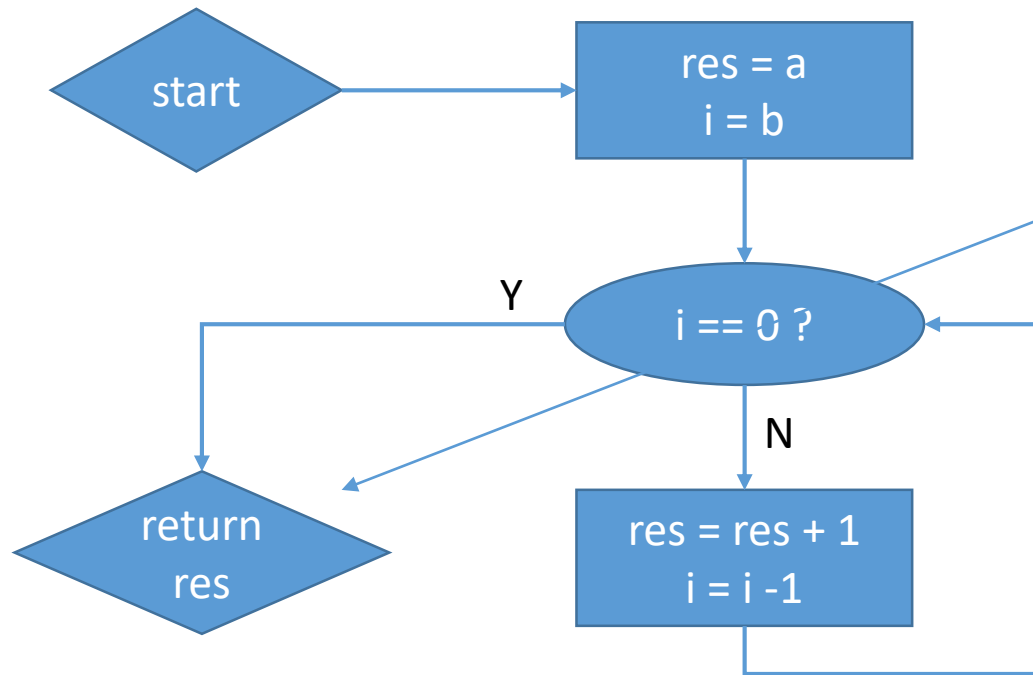 start
res = a
i = b
Y
i == 0 ?
N
return
res
res = res + 1
i = i -1